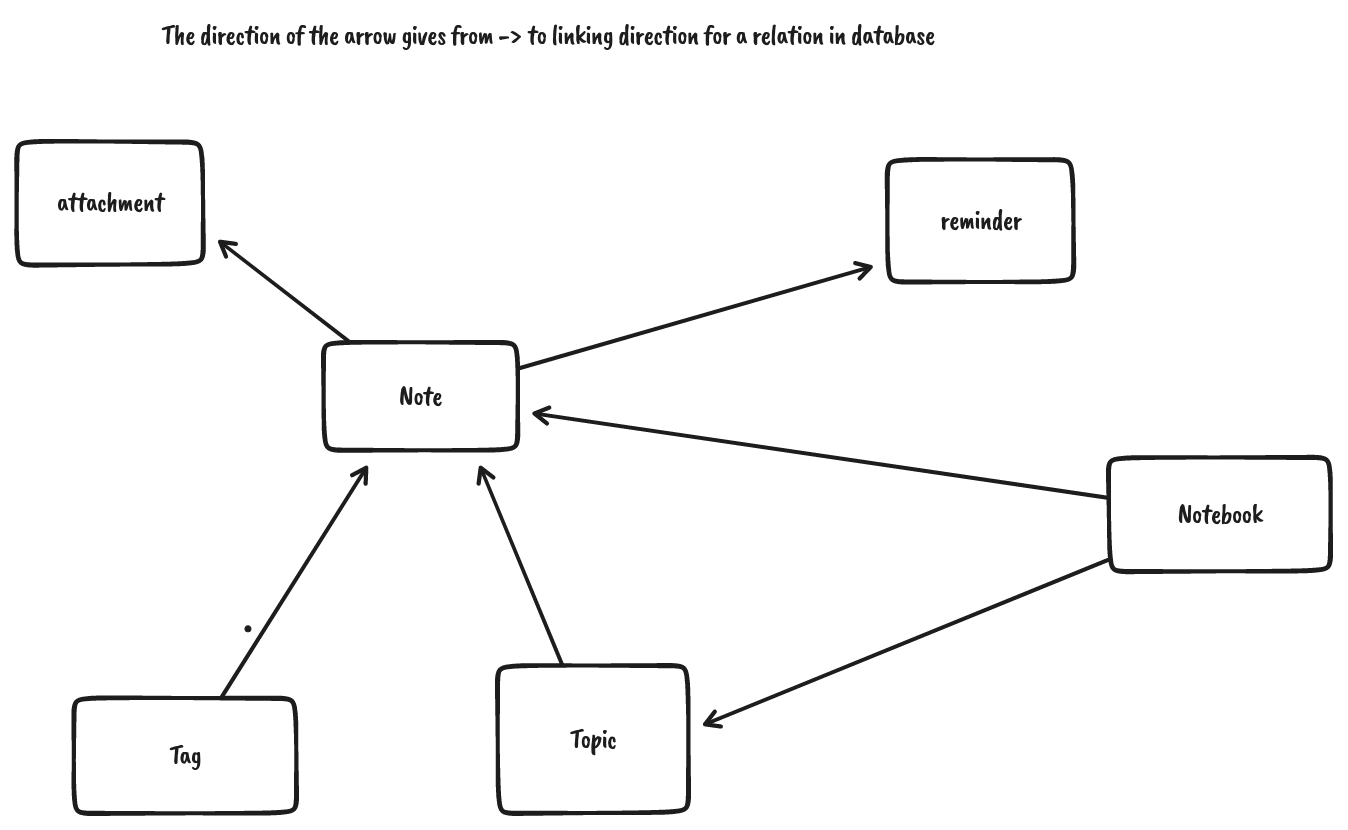 The direction of the arrow gives from -> to linking direction for a relation in database
attachment
reminder
Note
Notebook
Tag
Topic